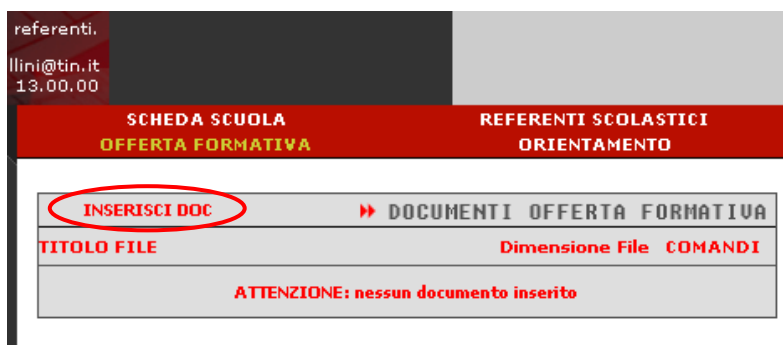 referenti.
llini@tin.it
13.00.00
SCHEDA SCUOLA REFERENTI SCOLASTICI
OFFERTA FORMATIVA ORIENTAMENTO
INSERISCI DOC DOCUMENTI OFFERTA FORMATIVA
TITOLO FILE Dimensione File COMANDI
ATTENZIONE: nessun documento inserito